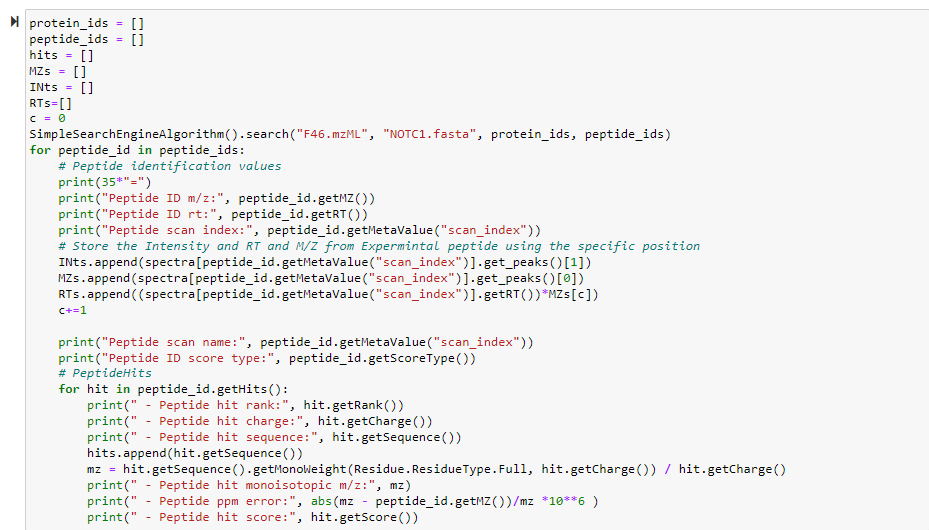 protein_ids = []
peptide_ids = []
hits = []
MZs = []
INts = []
RTs=[]
c = 0
SimpleSearchEngineAlgorithm().search("F46.mzML", "NOTC1.fasta", protein_ids, peptide_ids)
for peptide_id in peptide_ids:
    # Peptide identification values
    print(35*"=")
    print("Peptide ID m/z:", peptide_id.getMZ())
    print("Peptide ID rt:", peptide_id.getRT())
    print("Peptide scan index:", peptide_id.getMetaValue("scan_index"))
    # Store the Intensity and RT and M/Z from Expermintal peptide using the specific position
    INts.append(spectra[peptide_id.getMetaValue("scan_index")].get_peaks()[1])
    MZs.append(spectra[peptide_id.getMetaValue("scan_index")].get_peaks()[0])
    RTs.append((spectra[peptide_id.getMetaValue("scan_index")].getRT())*MZs[c])
    c+=1

    print("Peptide scan name:", peptide_id.getMetaValue("scan_index"))
    print("Peptide ID score type:", peptide_id.getScoreType())
    # PeptideHits
    for hit in peptide_id.getHits():
        print(" - Peptide hit rank:", hit.getRank())
        print(" - Peptide hit charge:", hit.getCharge())
        print(" - Peptide hit sequence:", hit.getSequence())
        hits.append(hit.getSequence())
        mz = hit.getSequence().getMonoWeight(Residue.ResidueType.Full, hit.getCharge()) / hit.getCharge()
        print(" - Peptide hit monoisotopic m/z:", mz)
        print(" - Peptide ppm error:", abs(mz - peptide_id.getMZ())/mz *10**6 )
        print(" - Peptide hit score:", hit.getScore())